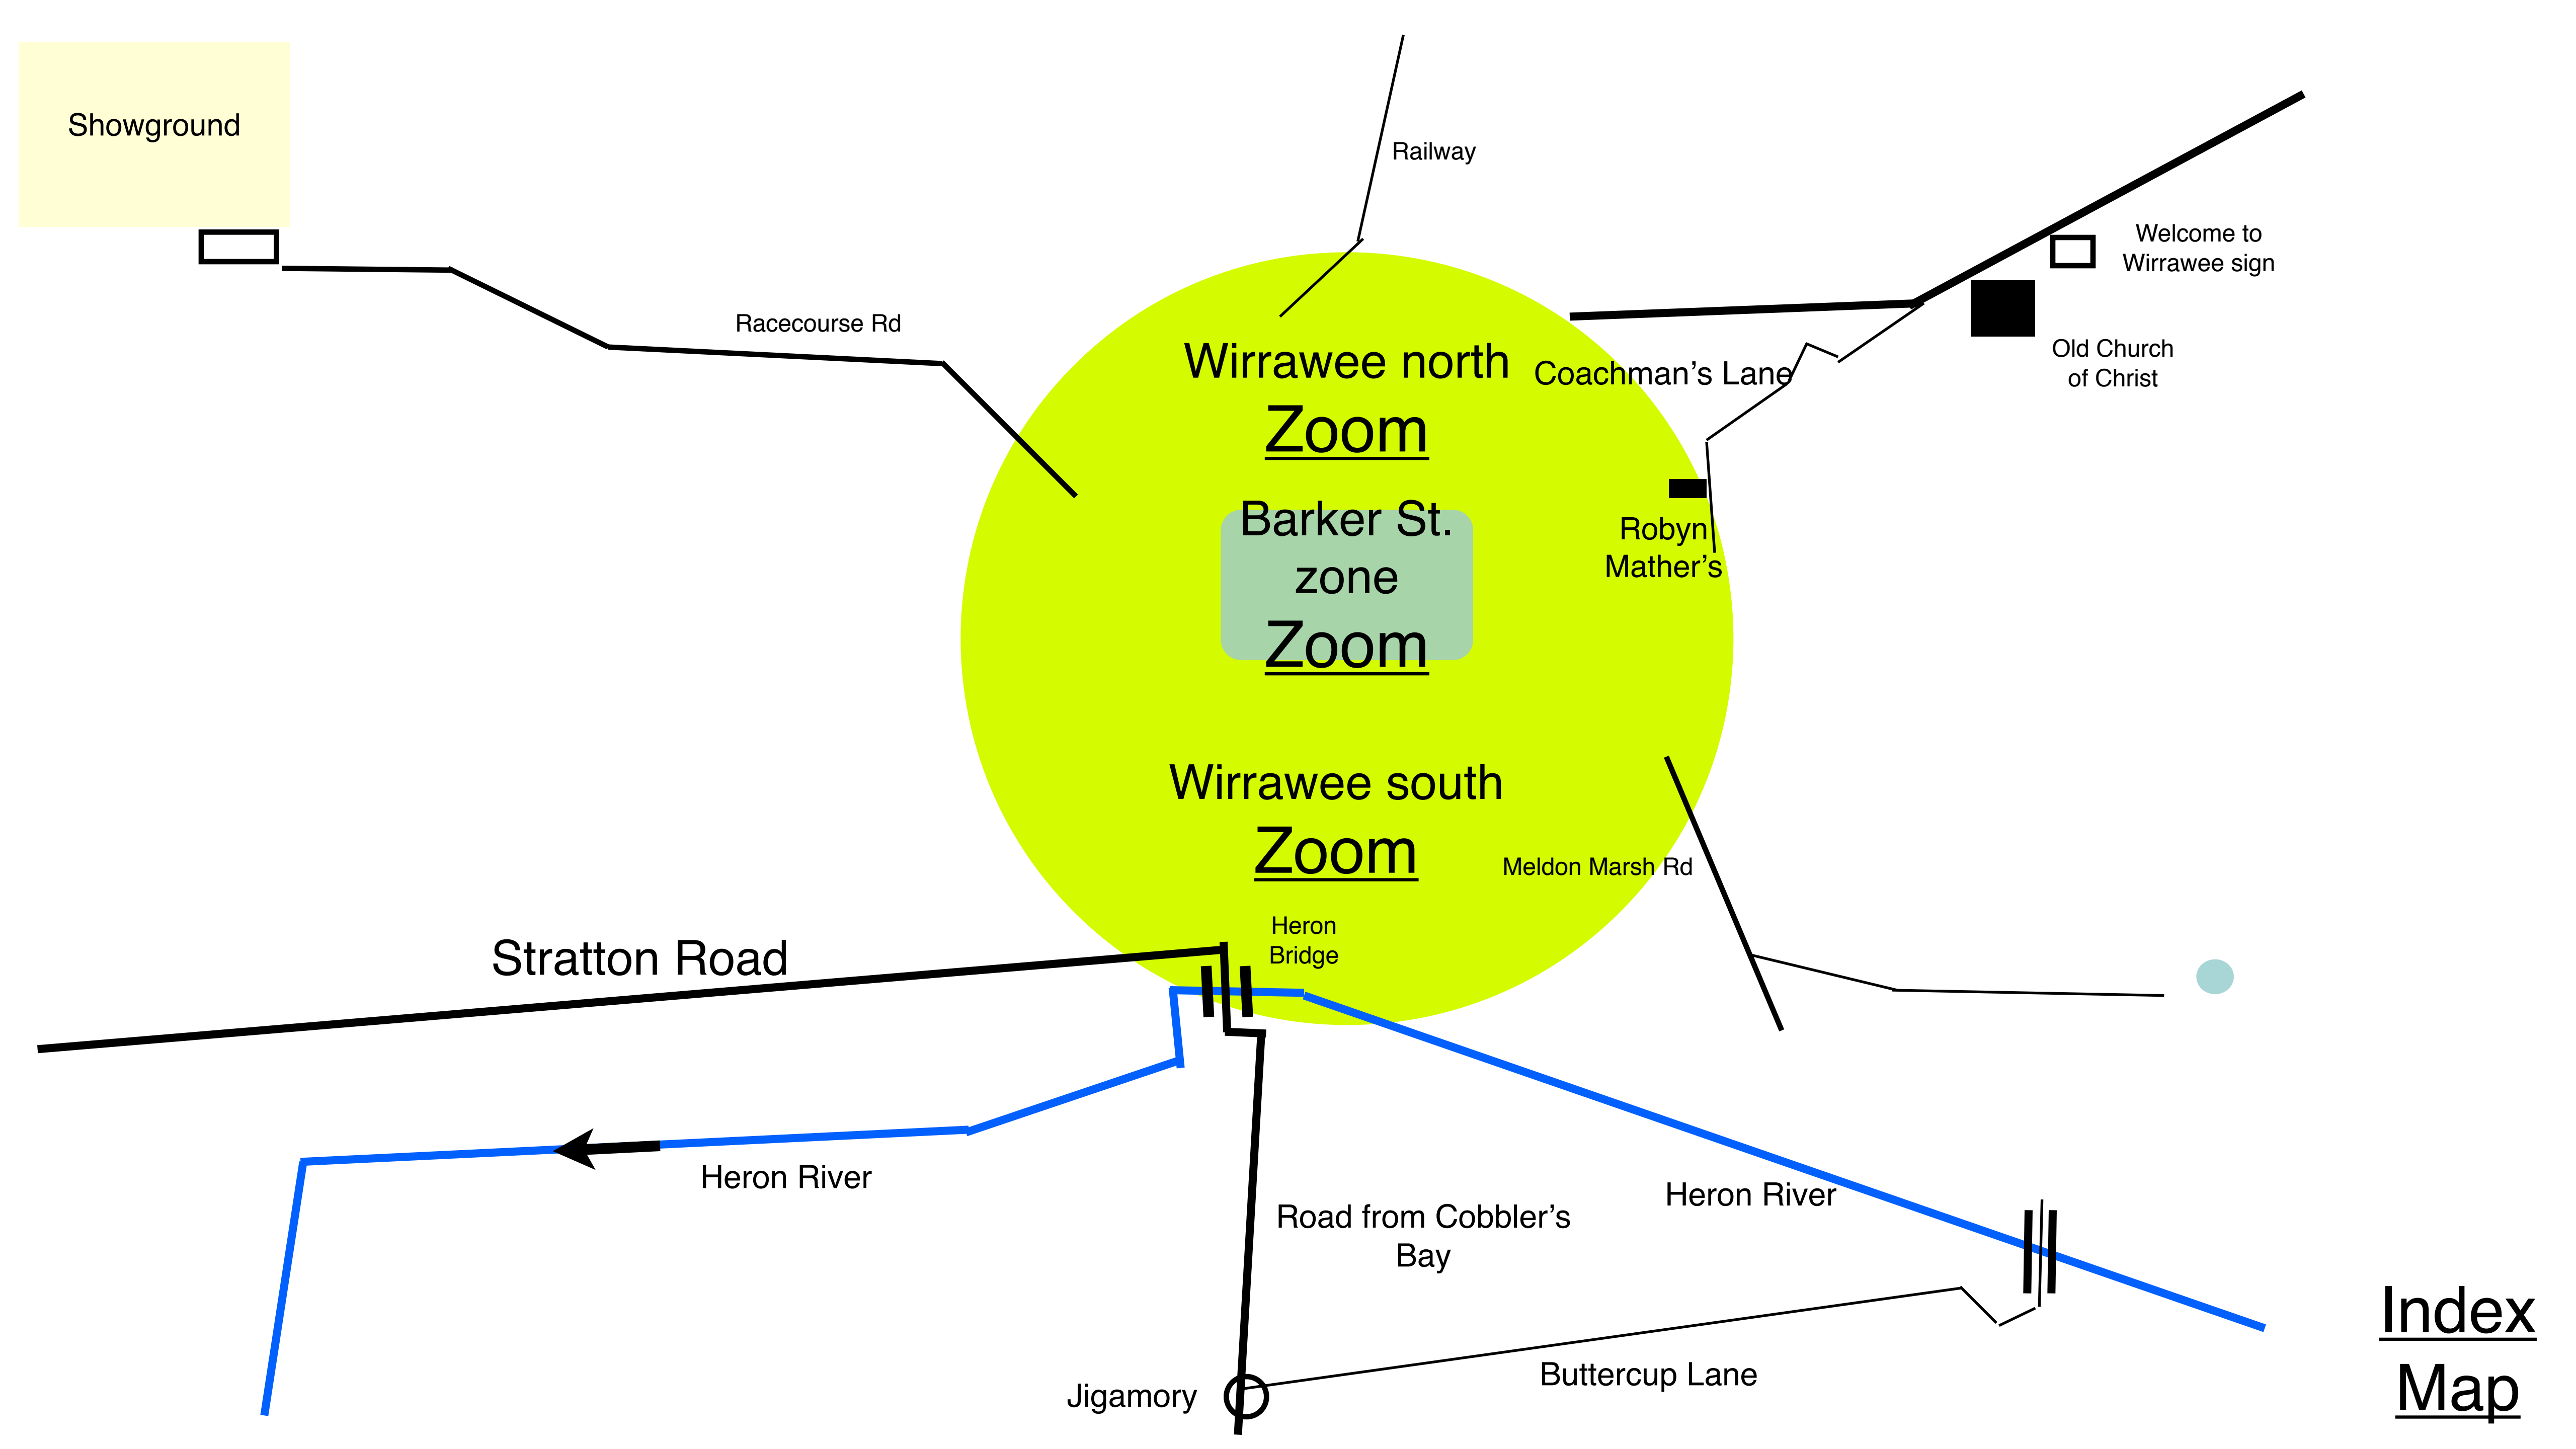 Showground
Railway
Welcome to
Wirrawee sign
Racecourse Rd
Wirrawee north
Zoom
Coachman’s Lane
Old Church
of Christ
Barker St.
zone
Zoom
Robyn
Mather’s
Wirrawee south
Zoom
Meldon Marsh Rd
Heron
Bridge
Stratton Road
Heron River
Heron River
Road from Cobbler’s
Bay
Buttercup Lane
Jigamory
Index
Map